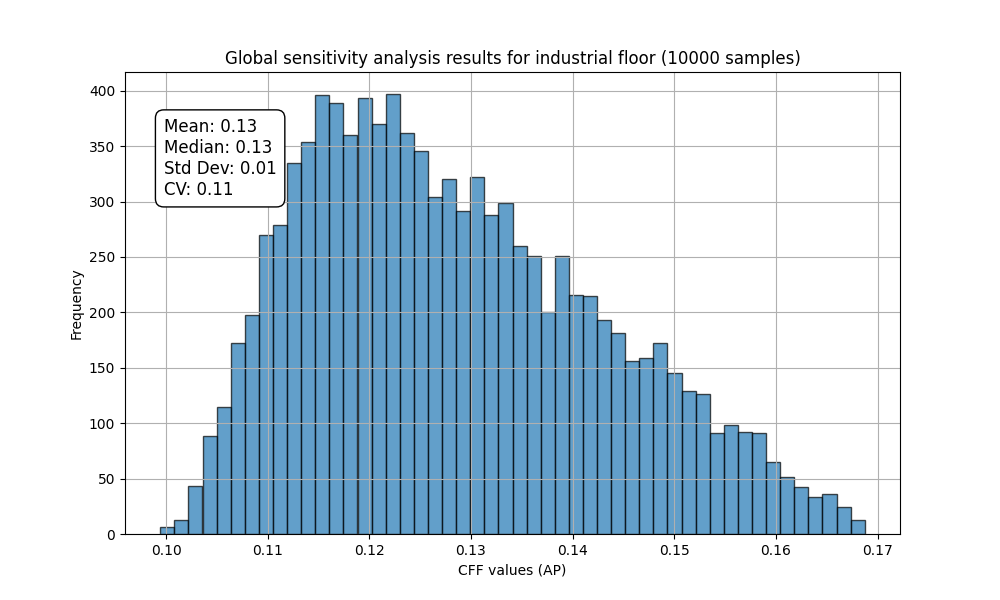 Global sensitivity analysis results for industrial floor (10000 samples)
400
350
300
250
200
150
100
50
0
Frequency
Mean: 0.13
Median: 0.13
Std Dev: 0.01
CV: 0.11
0.10 0.11 0.12 0.13 0.14 0.15 0.16 0.17
CFF values (AP)